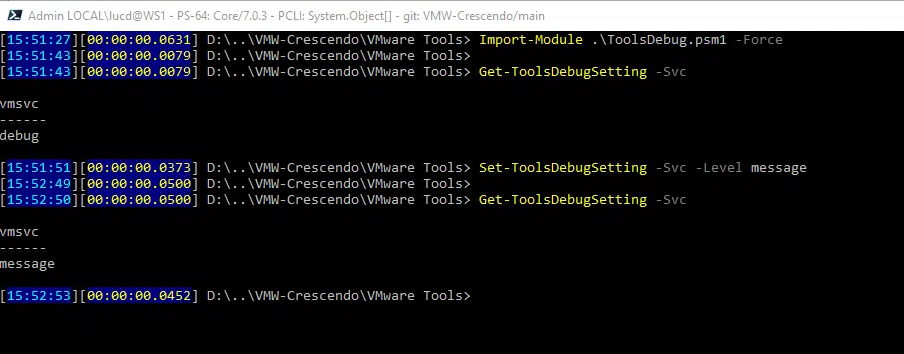 Admin LOCAL\lucd@WS1 - PS-64: Core/7.0.3 - PCLI: System.Object[] - git: VMW-Crescendo/main
[15:51:27][00:00:00.0631] D:\..\VMW-Crescendo\VMware Tools> Import-Module .\ToolsDebug.psm1 -Force
[15:51:43][00:00:00.0079] D:\..\VMW-Crescendo\VMware Tools>
[15:51:43][00:00:00.0079] D:\..\VMW-Crescendo\VMware Tools> Get-ToolsDebugSetting -Svc
vmsvc
------
debug
[15:51:51][00:00:00.0373] D:\..\VMW-Crescendo\VMware Tools> Set-ToolsDebugSetting -Svc -Level message
[15:52:49][00:00:00.0500] D:\..\VMW-Crescendo\VMware Tools>
[15:52:50][00:00:00.0500] D:\..\VMW-Crescendo\VMware Tools> Get-ToolsDebugSetting -Svc
vmsvc
------
message
[15:52:53][00:00:00.0452] D:\..\VMW-Crescendo\VMware Tools>